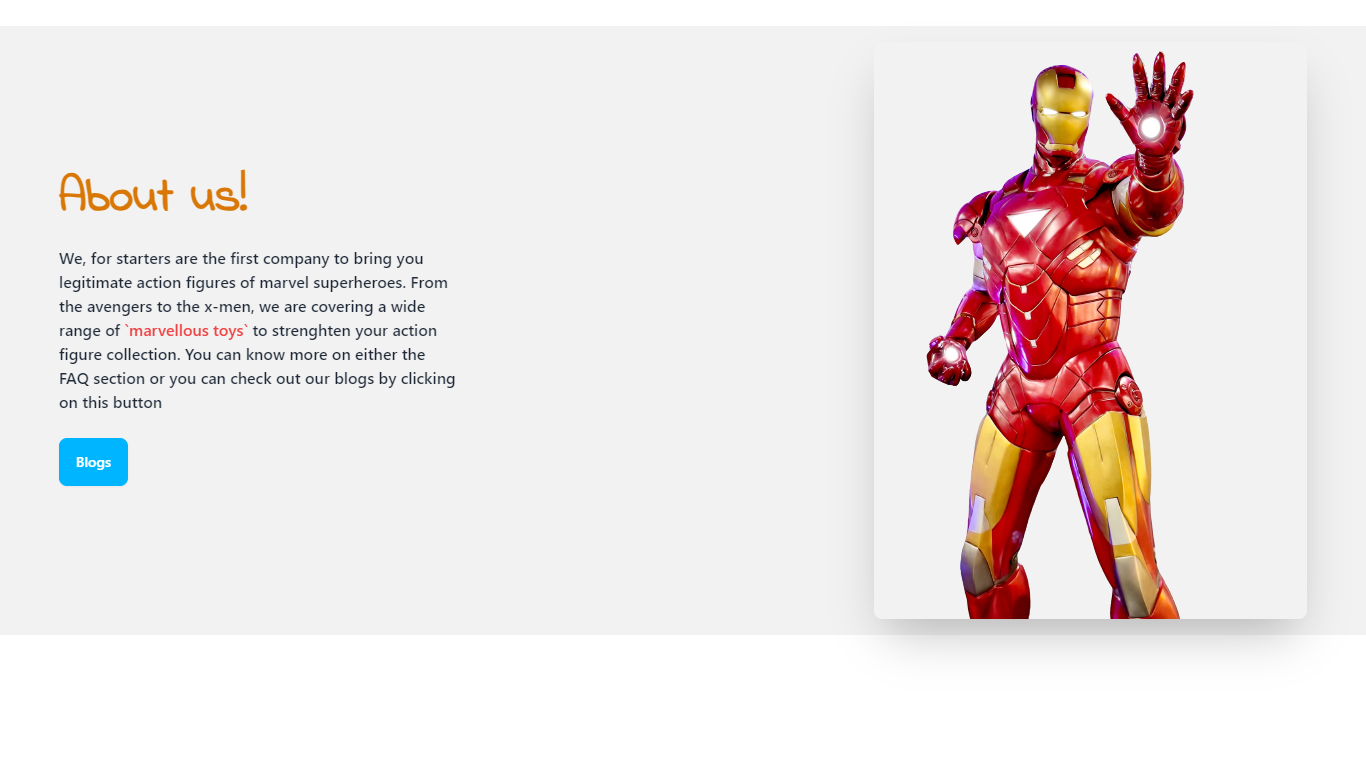 About us!
We, for starters are the first company to bring you
legitimate action figures of marvel superheroes. From
the avengers to the x-men, we are covering a wide
range of `marvellous toys` to strenghten your action
figure collection. You can know more on either the
FAQ section or you can check out our blogs by clicking
on this button
Blogs